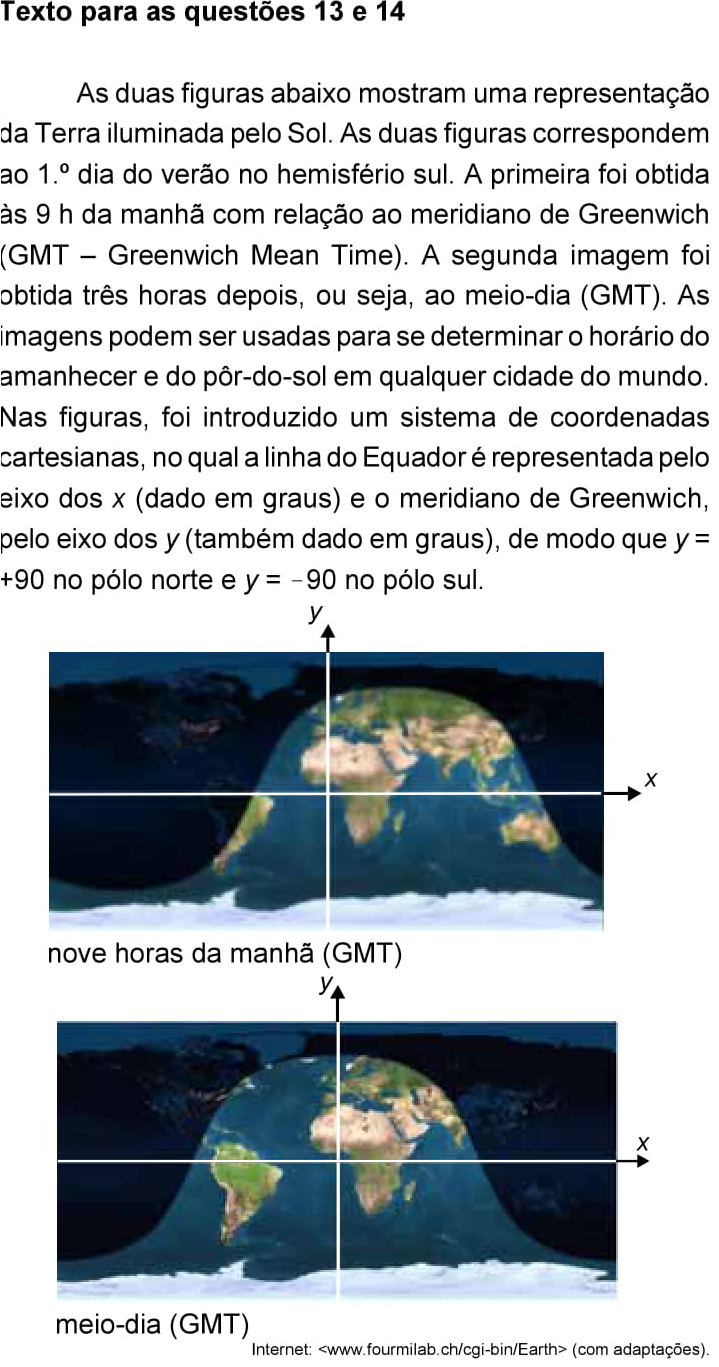 Texto para as questões 13 e 14
As duas figuras abaixo mostram uma representação
da Terra iluminada pelo Sol. As duas figuras correspondem
ao 1.º dia do verão no hemisfério sul. A primeira foi obtida
às 9 h da manhã com relação ao meridiano de Greenwich
(GMT – Greenwich Mean Time). A segunda imagem foi
obtida três horas depois, ou seja, ao meio-dia (GMT). As
imagens podem ser usadas para se determinar o horário do
amanhecer e do pôr-do-sol em qualquer cidade do mundo.
Nas figuras, foi introduzido um sistema de coordenadas
cartesianas, no qual a linha do Equador é representada pelo
eixo dos x (dado em graus) e o meridiano de Greenwich,
pelo eixo dos y (também dado em graus), de modo que y =
+90 no pólo norte e y = −90 no pólo sul.
y
x
nove horas da manhã (GMT)
y
x
meio-dia (GMT)
Internet: <www.fourmilab.ch/cgi-bin/Earth> (com adaptações).